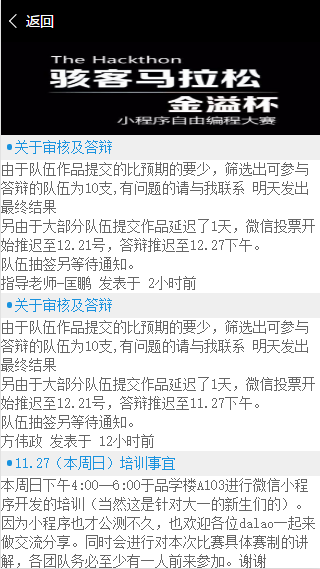 返回
The Hackthon
骇客马拉松
金溢杯
小程序自由编程大赛
•关于审核及答辩
由于队伍作品提交的比预期的要少，筛选出可参与
答辩的队伍为10支,有问题的请与我联系 明天发出
最终结果
另由于大部分队伍提交作品延迟了1天，微信投票开
始推迟至12.21号，答辩推迟至12.27下午。
队伍抽签另等待通知。
指导老师-匡鹏 发表于 2小时前
•关于审核及答辩
由于队伍作品提交的比预期的要少，筛选出可参与
答辩的队伍为10支,有问题的请与我联系 明天发出
最终结果
另由于大部分队伍提交作品延迟了1天，微信投票开
始推迟至12.21号，答辩推迟至11.27下午。
队伍抽签另等待通知。
方伟政 发表于 12小时前
•11.27（本周日）培训事宜
本周日下午4:00—6:00于品学楼A103进行微信小程
序开发的培训（当然这是针对大一的新生们的）。
因为小程序也才公测不久，也欢迎各位dalao一起来
做交流分享。同时会进行对本次比赛具体赛制的讲
解，各团队务必至少有一人前来参加。谢谢